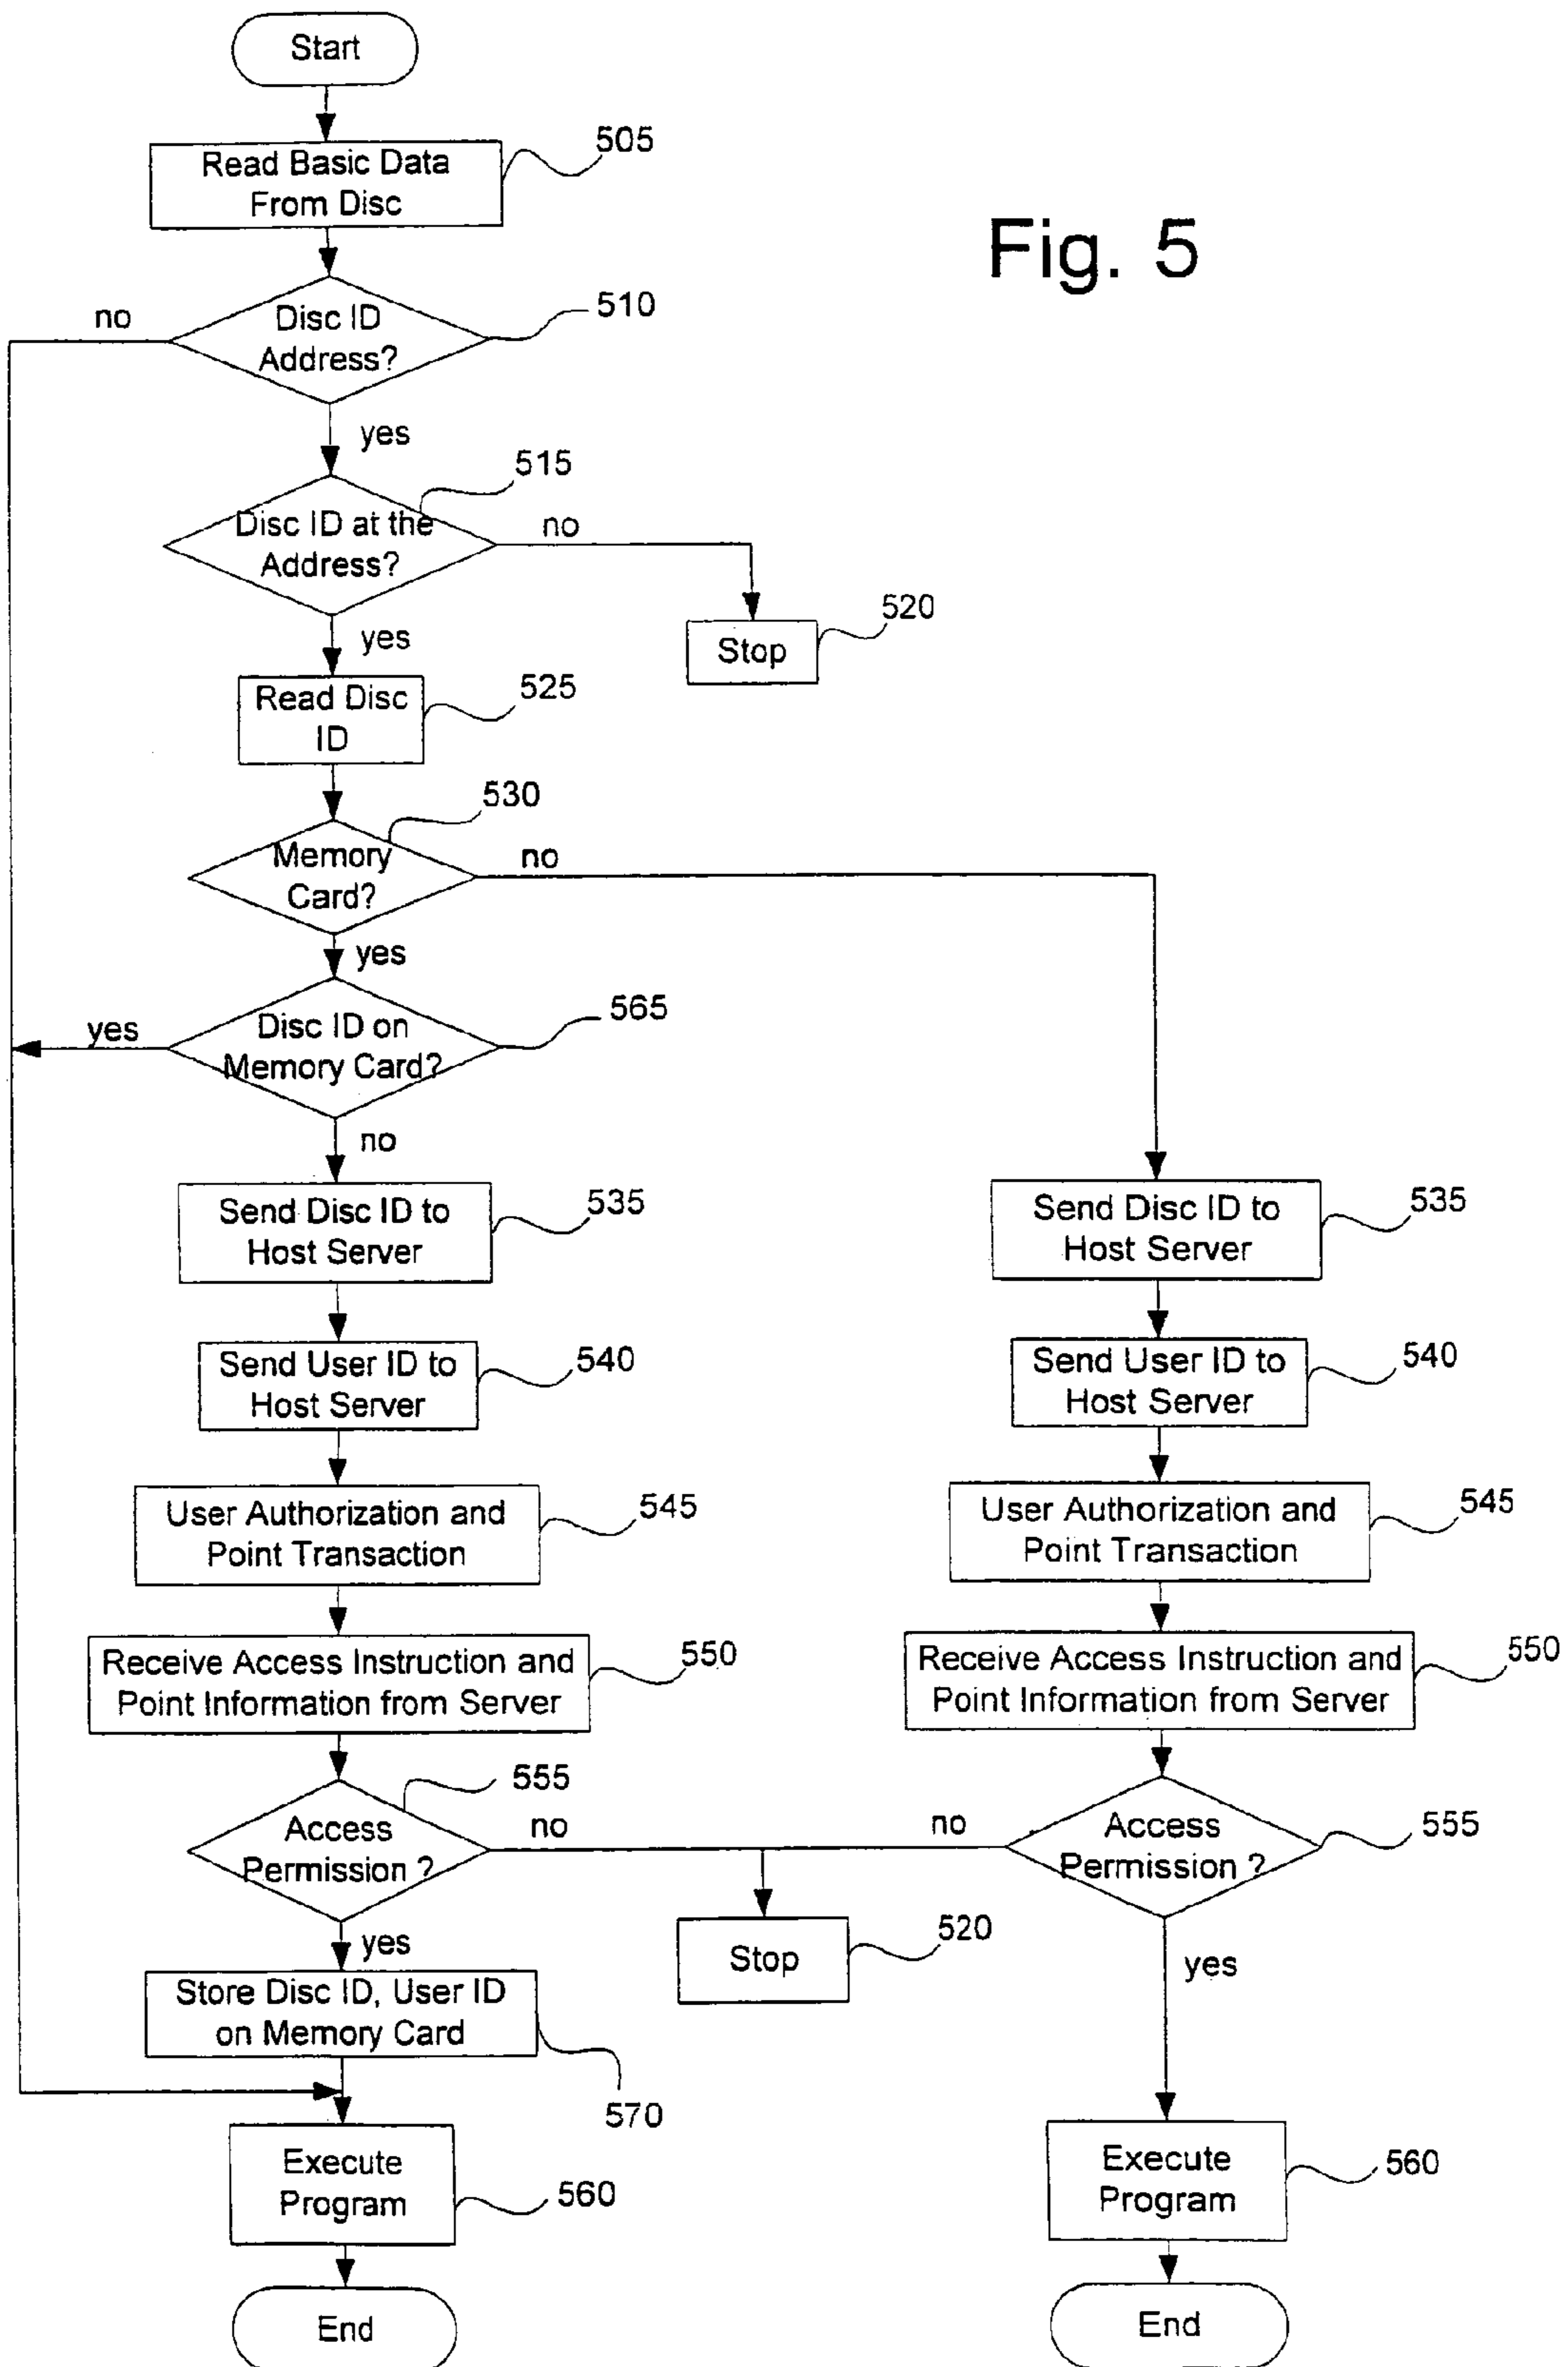 Start
505
Read Basic Data
From Disc
Fig. 5
510
no
Disc ID
Address?
yes
515
Disc ID at the
Address?
no
520
Stop
yes
525
Read Disc
ID
530
Memory
Card?
no
yes
565
yes
Disc ID on
Memory Card?
no
535
Send Disc ID to
Host Server
535
Send Disc ID to
Host Server
540
Send User ID to
Host Server
540
Send User ID to
Host Server
545
User Authorization and
Point Transaction
545
User Authorization and
Point Transaction
550
Receive Access Instruction and
Point Information from Server
550
Receive Access Instruction and
Point Information from Server
555
Access
Permission ?
no
no
Access
Permission ?
555
yes
520
Stop
yes
Store Disc ID, User ID
on Memory Card
570
Execute
Program
560
Execute
Program
560
End
End